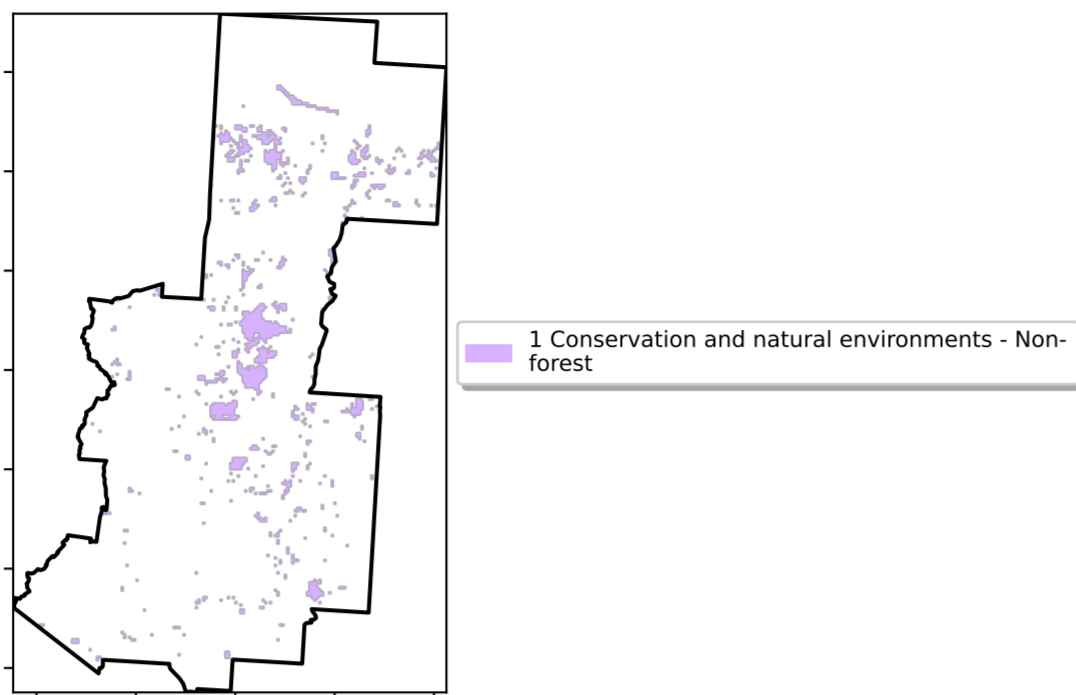 1 Conservation and natural environments - Non-
forest